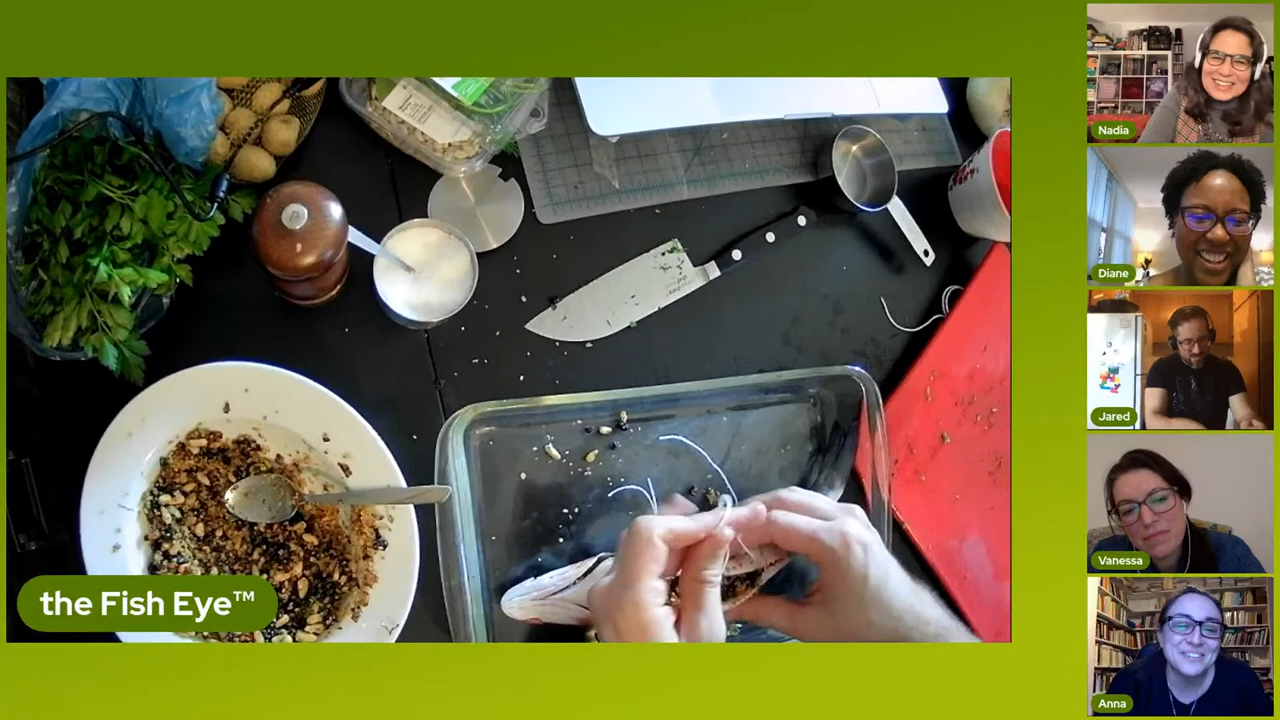 the Fish Eye™
Nadia
Diane
Jared
Vanessa
Anna